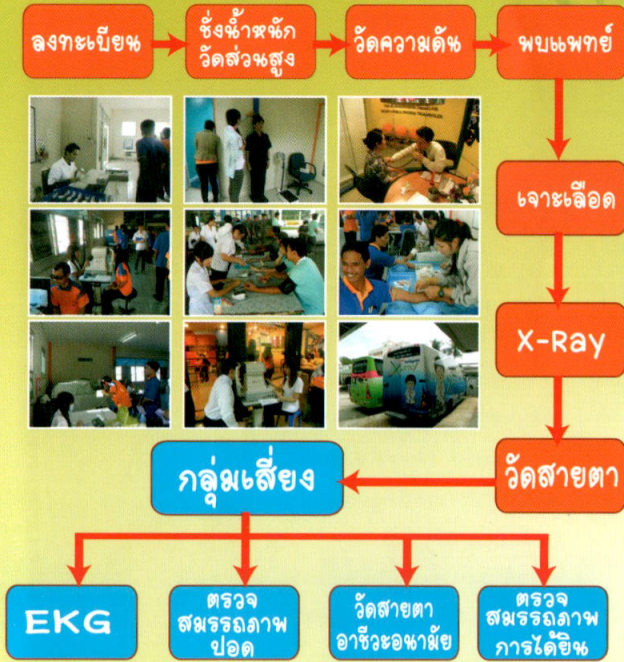 ลงทะเบียน
ชั่งน้ำหนัก
วัดส่วนสูง
วัดความดัน
พบแพทย์
เจาะเลือด
X-Ray
วัดสายตา
กลุ่มเสี่ยง
EKG
ตรวจ
สมรรถภาพ
ปอด
วัดสายตา
อาชีวะอนามัย
ตรวจ
สมรรถภาพ
การได้ยิน